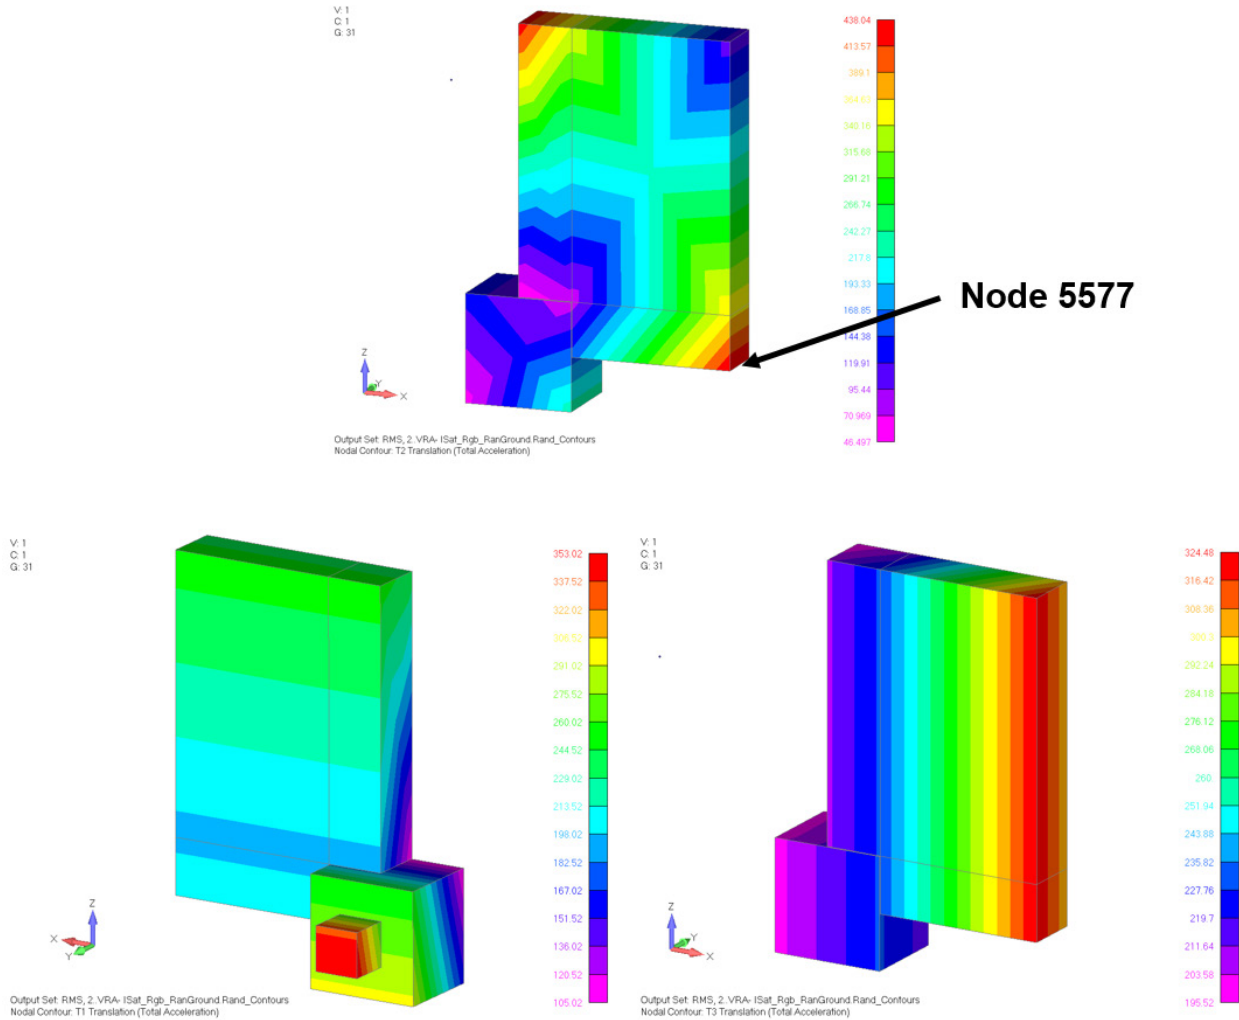 V: 1
C: 1
G: 31
438.04
413.57
389.1
364.63
340.16
315.68
291.21
266.74
242.27
217.8
193.33
168.85
144.38
119.91
95.44
70.969
46.497
Node 5577
Z
Y
X
Output Set: RMS, 2..VRA- ISat_Rgb_RanGround.Rand_Contours
Nodal Contour: T2 Translation (Total Acceleration)
V: 1
C: 1
G: 31
353.02
337.52
322.02
306.52
291.02
275.52
260.02
244.52
229.02
213.52
198.02
182.52
167.02
151.52
136.02
120.52
105.02
Z
X
Y
Output Set: RMS, 2..VRA- ISat_Rgb_RanGround.Rand_Contours
Nodal Contour: T1 Translation (Total Acceleration)
V: 1
C: 1
G: 31
324.48
316.42
308.36
300.3
292.24
284.18
276.12
268.06
260.
251.94
243.88
235.82
227.76
219.7
211.64
203.58
195.52
Z
Y
X
Output Set: RMS, 2..VRA- ISat_Rgb_RanGround.Rand_Contours
Nodal Contour: T3 Translation (Total Acceleration)